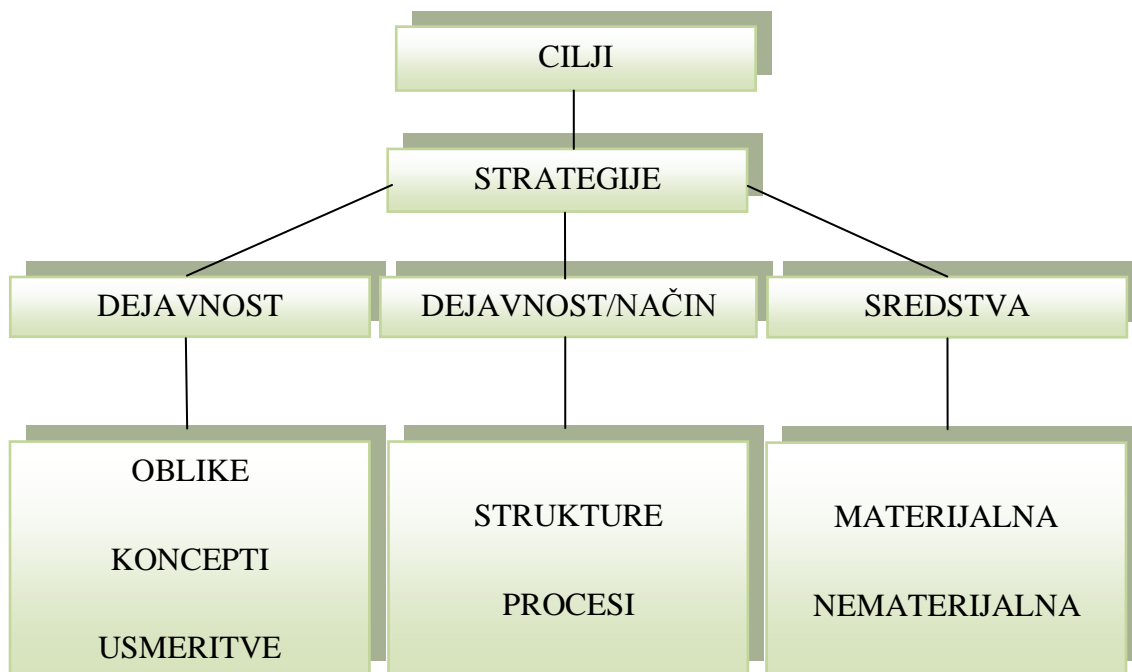 CILJI
STRATEGIJE
DEJAVNOST
DEJAVNOST/NAČIN
SREDSTVA
OBLIKE
KONCEPTI
USMERITVE
STRUKTURE
PROCESI
MATERIJALNA
NEMATERIJALNA